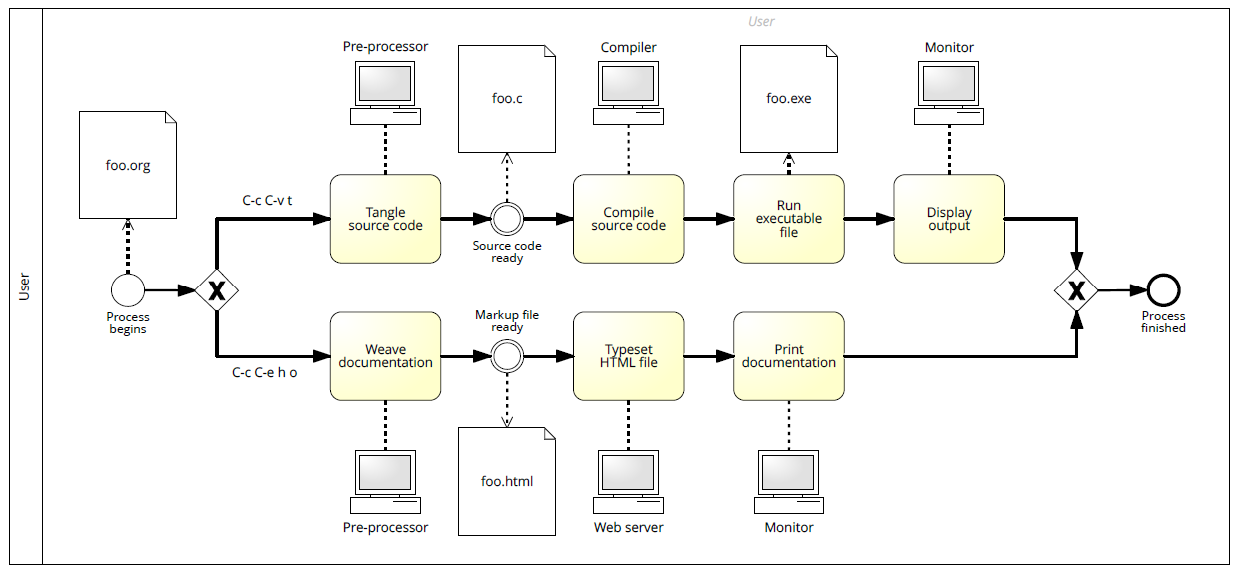 User
User
Pre-processor
foo.c
Compiler
foo.exe
Monitor
foo.org
C-c C-v t
Tangle
source code
Source code
ready
Compile
source code
Run
executable
file
Display
output
Process
begins
X
X
Process
finished
C-c C-e h o
Weave
documentation
Markup file
ready
Typeset
HTML file
Print
documentation
Pre-processor
foo.html
Web server
Monitor